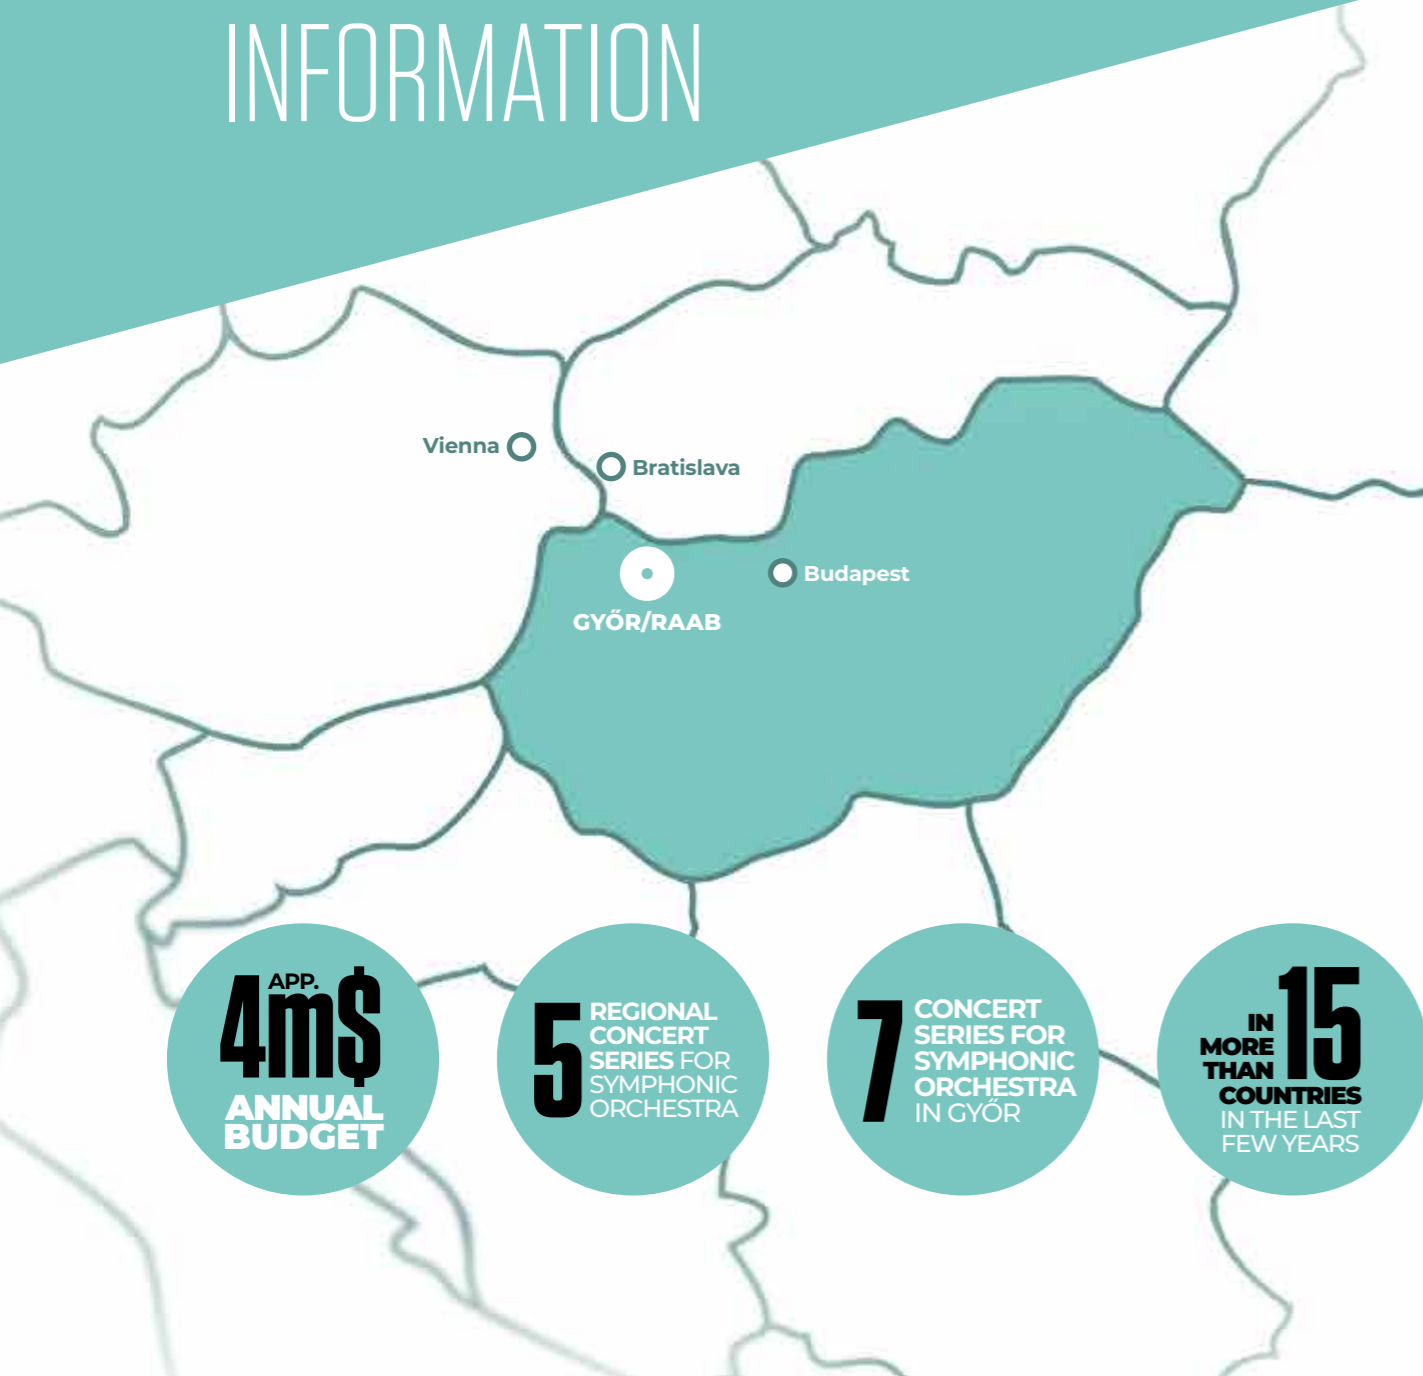 INFORMATION
Vienna
Bratislava
Budapest
GYŐR/RAAB
APP.
4m$
ANNUAL
BUDGET
5
REGIONAL
CONCERT
SERIES FOR
SYMPHONIC
ORCHESTRA
7
CONCERT
SERIES FOR
SYMPHONIC
ORCHESTRA
IN GYŐR
IN
MORE
THAN
15
COUNTRIES
IN THE LAST
FEW YEARS